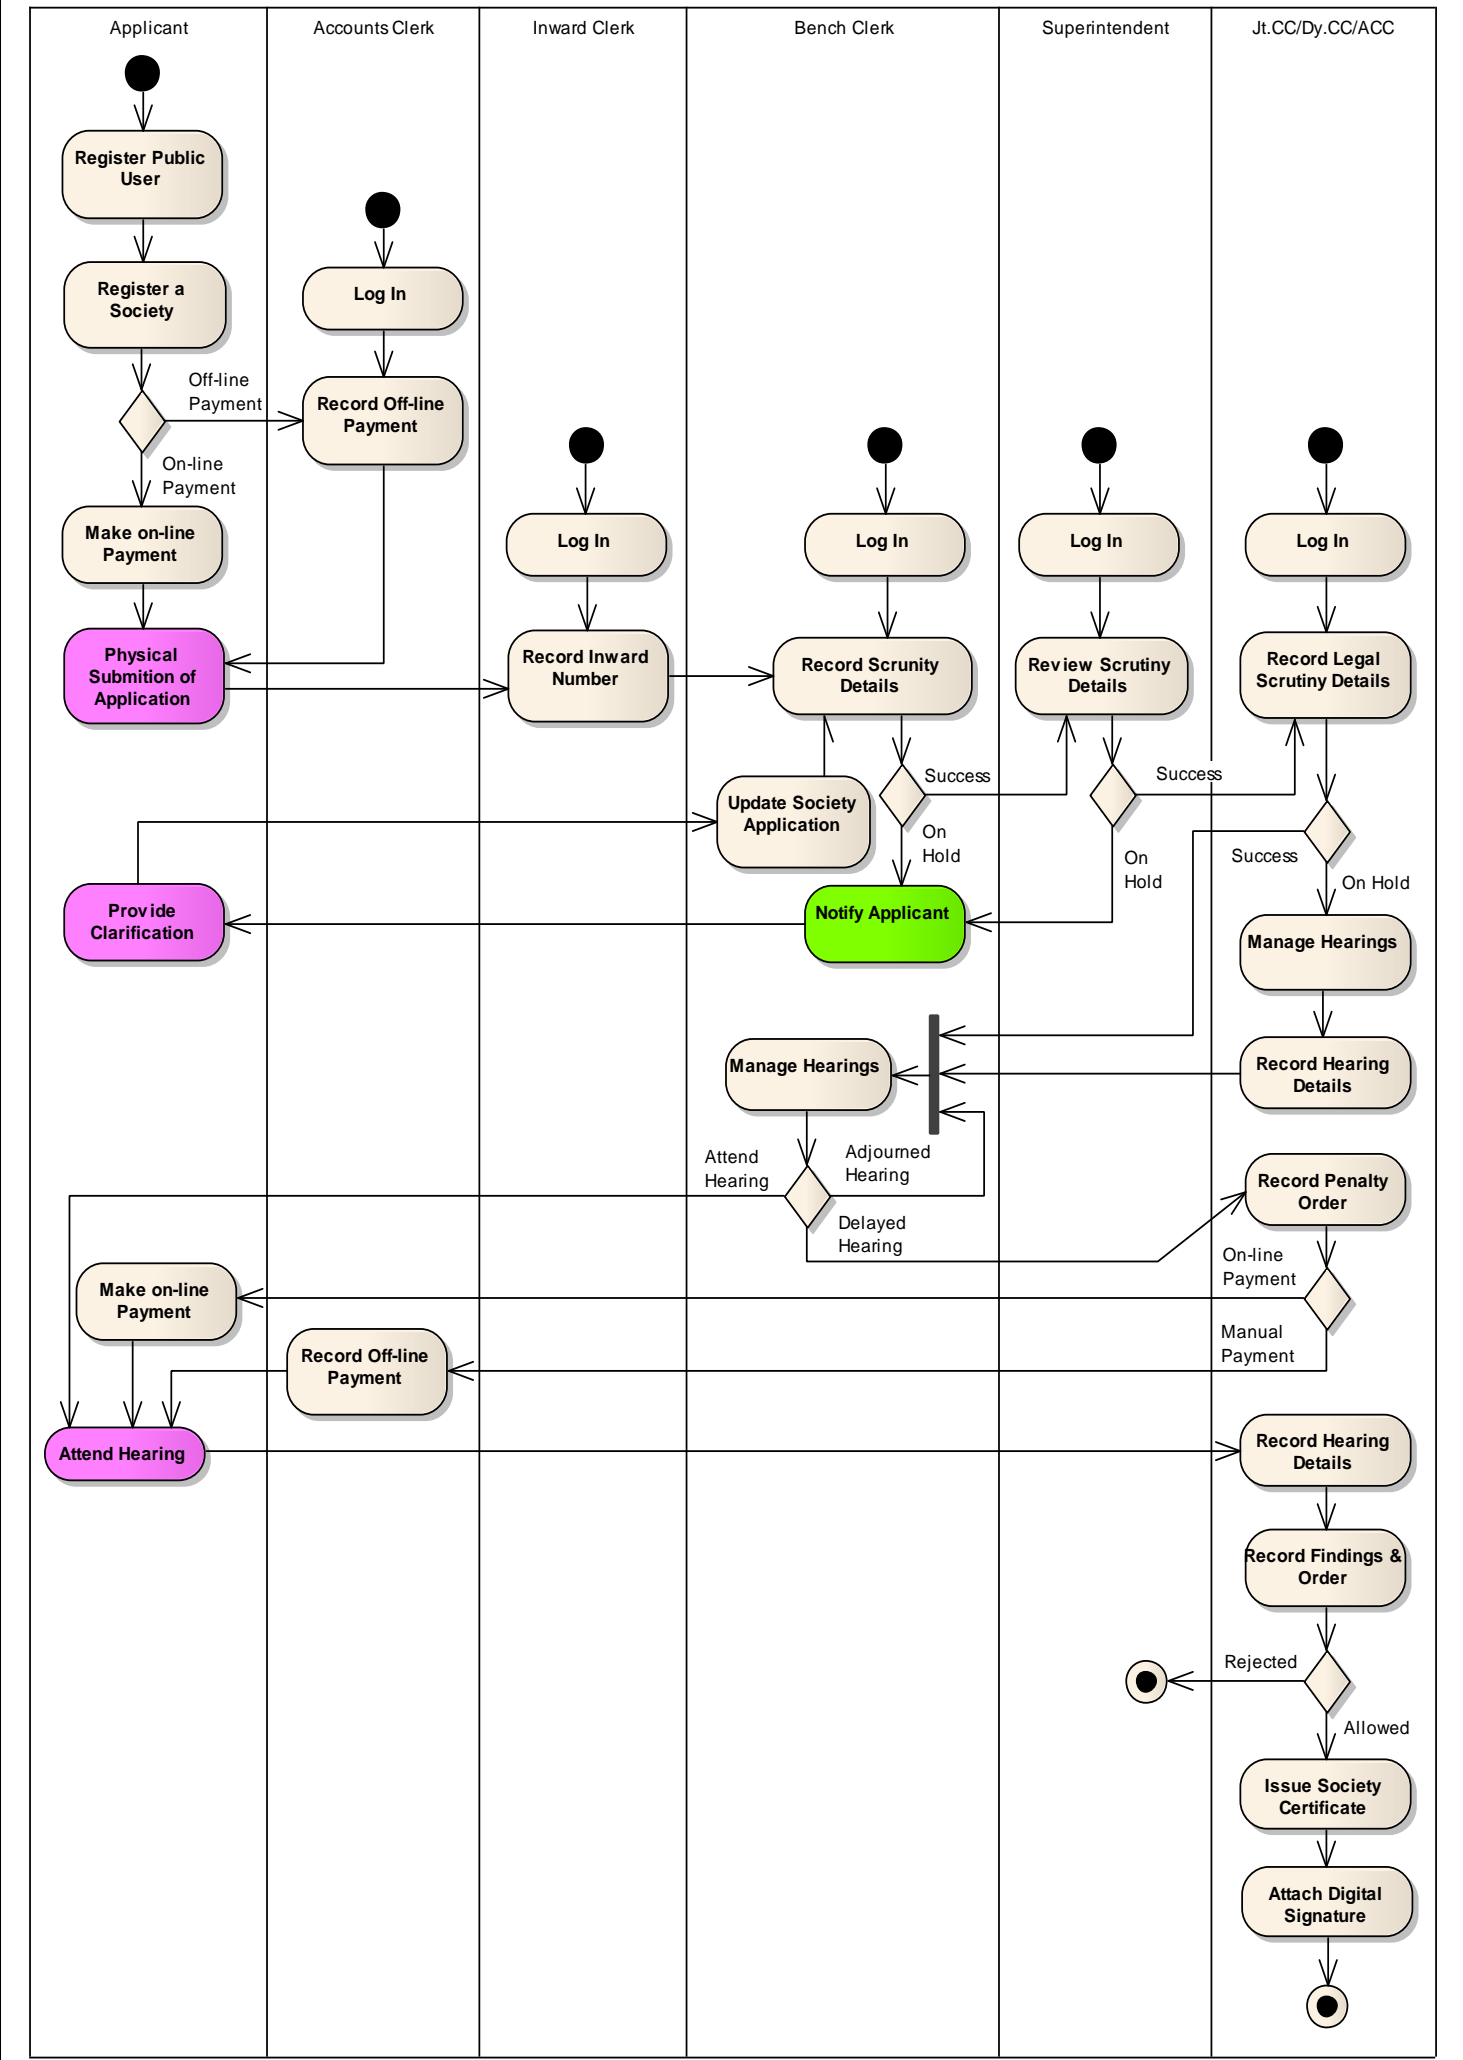 Applicant
Accounts Clerk
Inward Clerk
Bench Clerk
Superintendent
Jt.CC/Dy.CC/ACC
Register Public
User
Register a
Society
Log In
Off-line
Payment
Record Off-line
Payment
On-line
Payment
Make on-line
Payment
Log In
Log In
Log In
Log In
Physical
Submition of
Application
Record Inward
Number
Record Scrunity
Details
Review Scrutiny
Details
Record Legal
Scrutiny Details
Success
Success
Update Society
Application
On
Hold
On
Hold
Success
On Hold
Provide
Clarification
Notify Applicant
Manage Hearings
Manage Hearings
Record Hearing
Details
Attend
Hearing
Adjourned
Hearing
Record Penalty
Order
Delayed
Hearing
On-line
Payment
Make on-line
Payment
Manual
Payment
Record Off-line
Payment
Attend Hearing
Record Hearing
Details
Record Findings &
Order
Rejected
Allowed
Issue Society
Certificate
Attach Digital
Signature